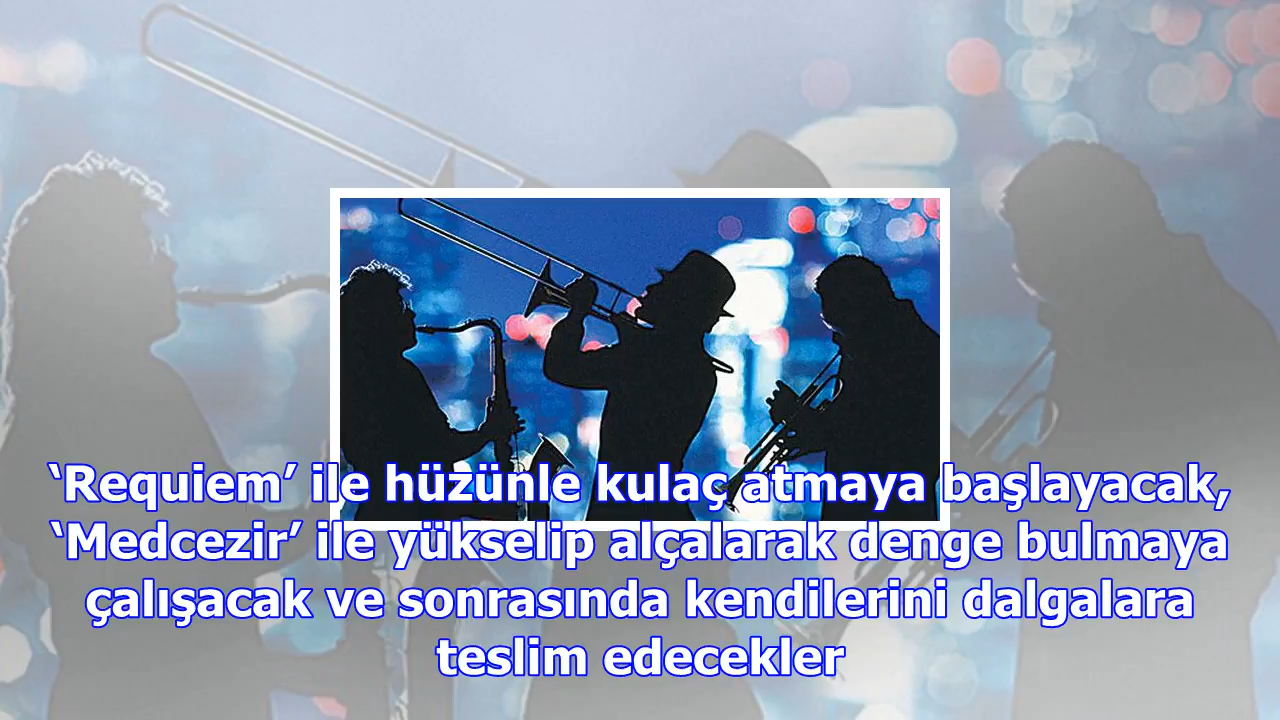 ‘Requiem’ ile hüzünle kulaç atmaya başlayacak,
‘Medcezir’ ile yükselip alçalarak denge bulmaya
çalışacak ve sonrasında kendilerini dalgalara
teslim edecekler